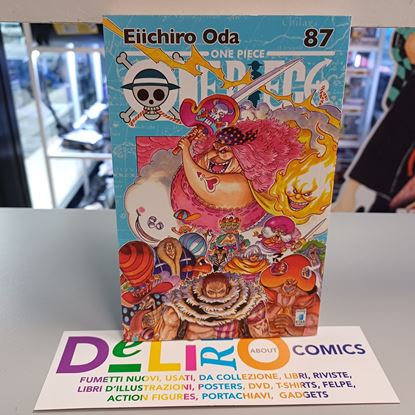 Eiichiro Oda 87
ONE PIECE
ONE PIECE
DeLiRO ABOUT COMICS
FUMETTI NUOVI, USATI, DA COLLEZIONE, LIBRI, RIVISTE,
LIBRI D'ILLUSTRAZIONI, POSTERS, DVD, T-SHIRTS, FELPE,
ACTION FIGURES, PORTACHIAVI, GADGETS